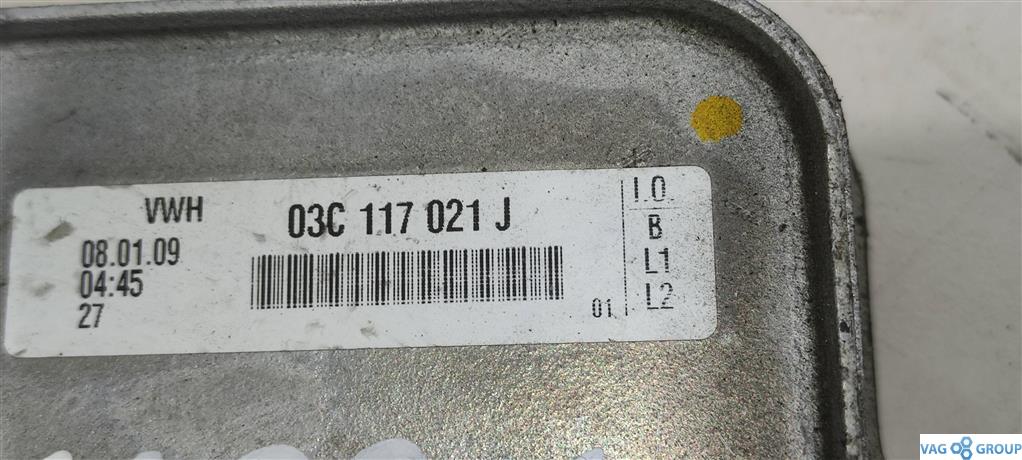 VWH 03C 117 021 J
08.01.09
04:45
27
01
I.O.
B
L1
L2
VAG GROUP